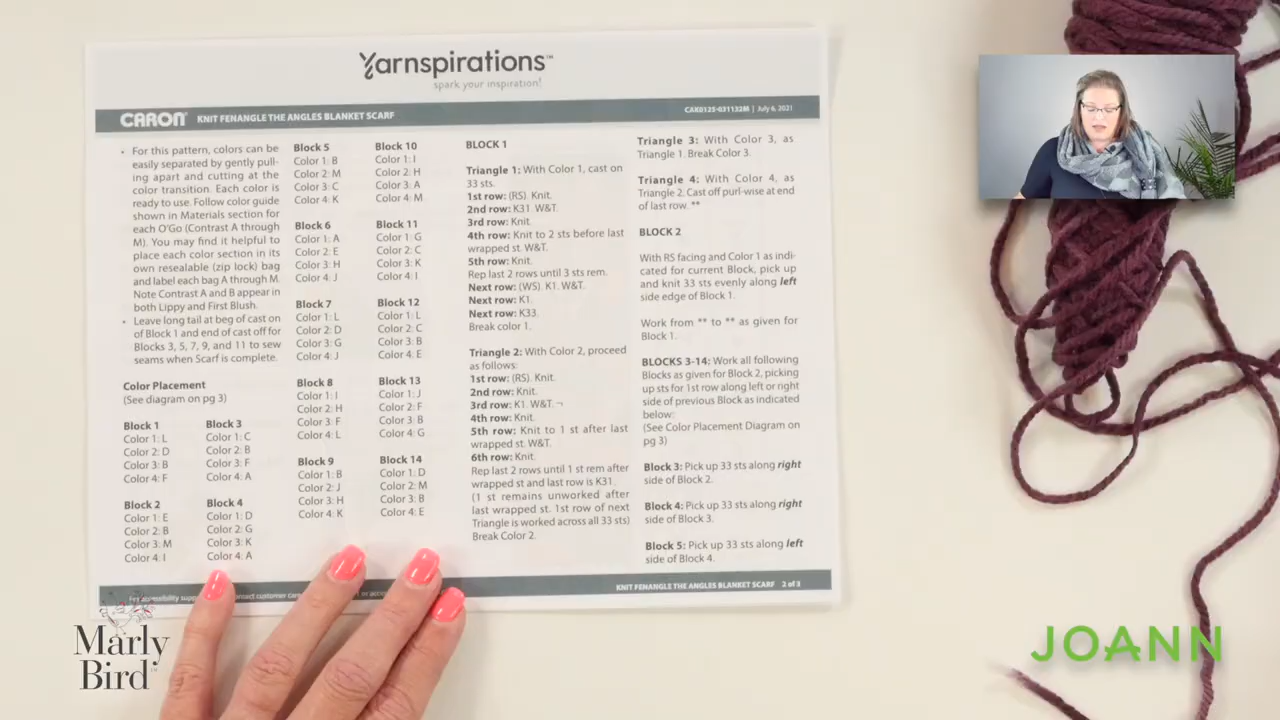 Yarnspirations™
spark your inspiration!
CARON® KNIT FENANGLE THE ANGLES BLANKET SCARF
CAK0125-031132M | July 6, 2021
• For this pattern, colors can be
easily separated by gently pull-
ing apart and cutting at the
color transition. Each color is
ready to use. Follow color guide
shown in Materials section for
each O'Go (Contrast A through
M). You may find it helpful to
place each color section in its
own resealable (zip lock) bag
and label each bag A through M.
Note Contrast A and B appear in
both Lippy and First Blush.
• Leave long tail at beg of cast on
of Block 1 and end of cast off for
Blocks 3, 5, 7, 9, and 11 to sew
seams when Scarf is complete.
Color Placement
(See diagram on pg 3)
Block 1
Color 1: L
Color 2: D
Color 3: B
Color 4: F
Block 2
Color 1: E
Color 2: B
Color 3: M
Color 4: I
Block 3
Color 1: C
Color 2: B
Color 3: F
Color 4: A
Block 4
Color 1: D
Color 2: G
Color 3: K
Color 4: A
Block 5
Color 1: B
Color 2: M
Color 3: C
Color 4: K
Block 6
Color 1: A
Color 2: E
Color 3: H
Color 4: J
Block 7
Color 1: L
Color 2: D
Color 3: G
Color 4: J
Block 8
Color 1: I
Color 2: H
Color 3: F
Color 4: L
Block 9
Color 1: B
Color 2: J
Color 3: H
Color 4: K
Block 10
Color 1: I
Color 2: H
Color 3: A
Color 4: M
Block 11
Color 1: G
Color 2: C
Color 3: K
Color 4: I
Block 12
Color 1: L
Color 2: C
Color 3: B
Color 4: E
Block 13
Color 1: J
Color 2: F
Color 3: B
Color 4: G
Block 14
Color 1: D
Color 2: M
Color 3: B
Color 4: E
BLOCK 1
Triangle 1: With Color 1, cast on
33 sts.
1st row: (RS). Knit.
2nd row: K31. W&T.
3rd row: Knit.
4th row: Knit to 2 sts before last
wrapped st. W&T.
5th row: Knit.
Rep last 2 rows until 3 sts rem.
Next row: (WS). K1. W&T.
Next row: K1.
Next row: K33.
Break color 1.
Triangle 2: With Color 2, proceed
as follows:
1st row: (RS). Knit.
2nd row: Knit.
3rd row: K1. W&T. ¬
4th row: Knit.
5th row: Knit to 1 st after last
wrapped st. W&T.
6th row: Knit.
Rep last 2 rows until 1 st rem after
wrapped st and last row is K31.
(1 st remains unworked after
last wrapped st. 1st row of next
Triangle is worked across all 33 sts)
Break Color 2.
Triangle 3: With Color 3, as
Triangle 1. Break Color 3.
Triangle 4: With Color 4, as
Triangle 2. Cast off purl-wise at end
of last row. **
BLOCK 2
With RS facing and Color 1 as indi-
cated for current Block, pick up
and knit 33 sts evenly along left
side edge of Block 1.
Work from ** to ** as given for
Block 1.
BLOCKS 3-14: Work all following
Blocks as given for Block 2, picking
up sts for 1st row along left or right
side of previous Block as indicated
below:
(See Color Placement Diagram on
pg 3)
Block 3: Pick up 33 sts along right
side of Block 2.
Block 4: Pick up 33 sts along right
side of Block 3.
Block 5: Pick up 33 sts along left
side of Block 4.
For accessibility contact customer
KNIT FENANGLE THE ANGLES BLANKET SCARF 2 of 3
Marly
Bird
JOANN